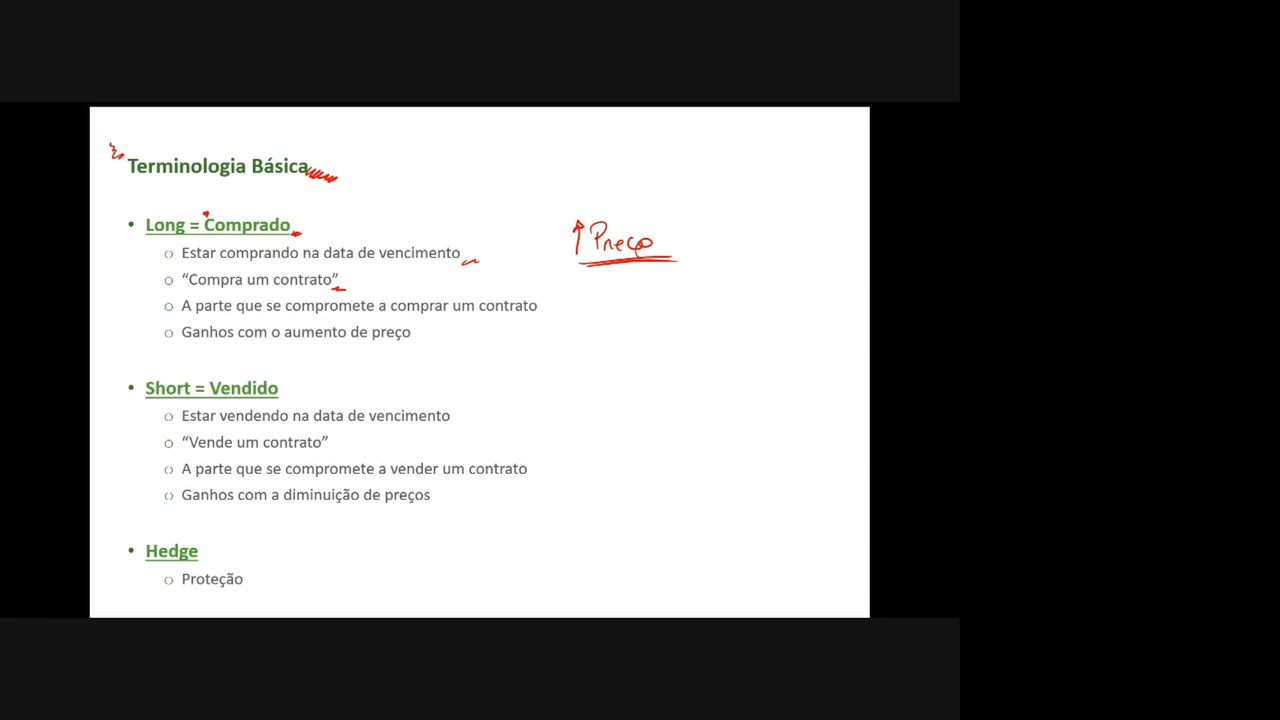 Terminologia Básica
• Long = Comprado
○ Estar comprando na data de vencimento
○ “Compra um contrato”
○ A parte que se compromete a comprar um contrato
○ Ganhos com o aumento de preço
↑ Preço
• Short = Vendido
○ Estar vendendo na data de vencimento
○ “Vende um contrato”
○ A parte que se compromete a vender um contrato
○ Ganhos com a diminuição de preços
• Hedge
○ Proteção